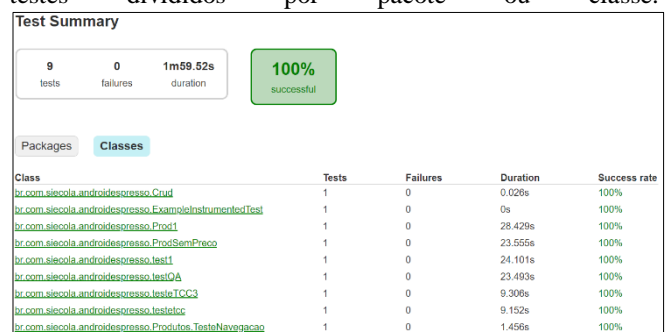 testes divididos por pacote ou classe.
Test Summary
9 0 1m59.52s 100%
tests failures duration successful
Packages Classes
Class Tests Failures Duration Success rate
br.com.siecola.androidespresso.Crud 1 0 0.026s 100%
br.com.siecola.androidespresso.ExampleInstrumentedTest 1 0 0s 100%
br.com.siecola.androidespresso.Prod1 1 0 28.429s 100%
br.com.siecola.androidespresso.ProdSemPreco 1 0 23.555s 100%
br.com.siecola.androidespresso.test1 1 0 24.101s 100%
br.com.siecola.androidespresso.testQA 1 0 23.493s 100%
br.com.siecola.androidespresso.testeTCC3 1 0 9.306s 100%
br.com.siecola.androidespresso.testetcc 1 0 9.152s 100%
br.com.siecola.androidespresso.Produtos.TesteNavegacao 1 0 1.456s 100%